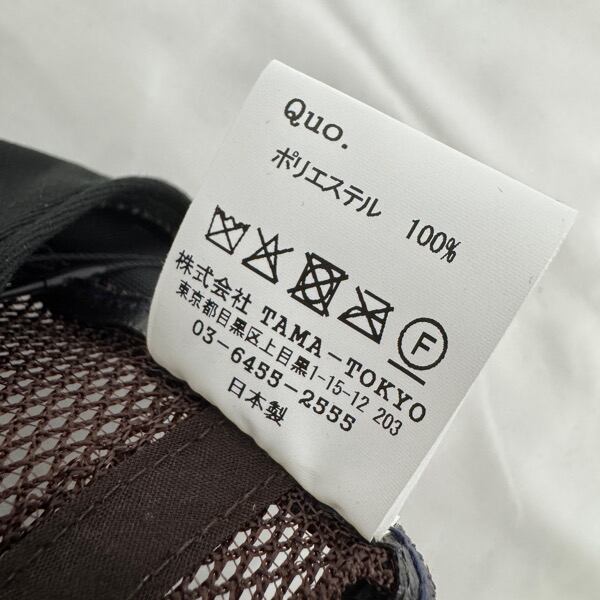 Quo.
ポリエステル 100%
F
株式会社 TAMA-TOKYO
東京都目黒区上目黒1-15-12 203
03-6455-2555
日本製